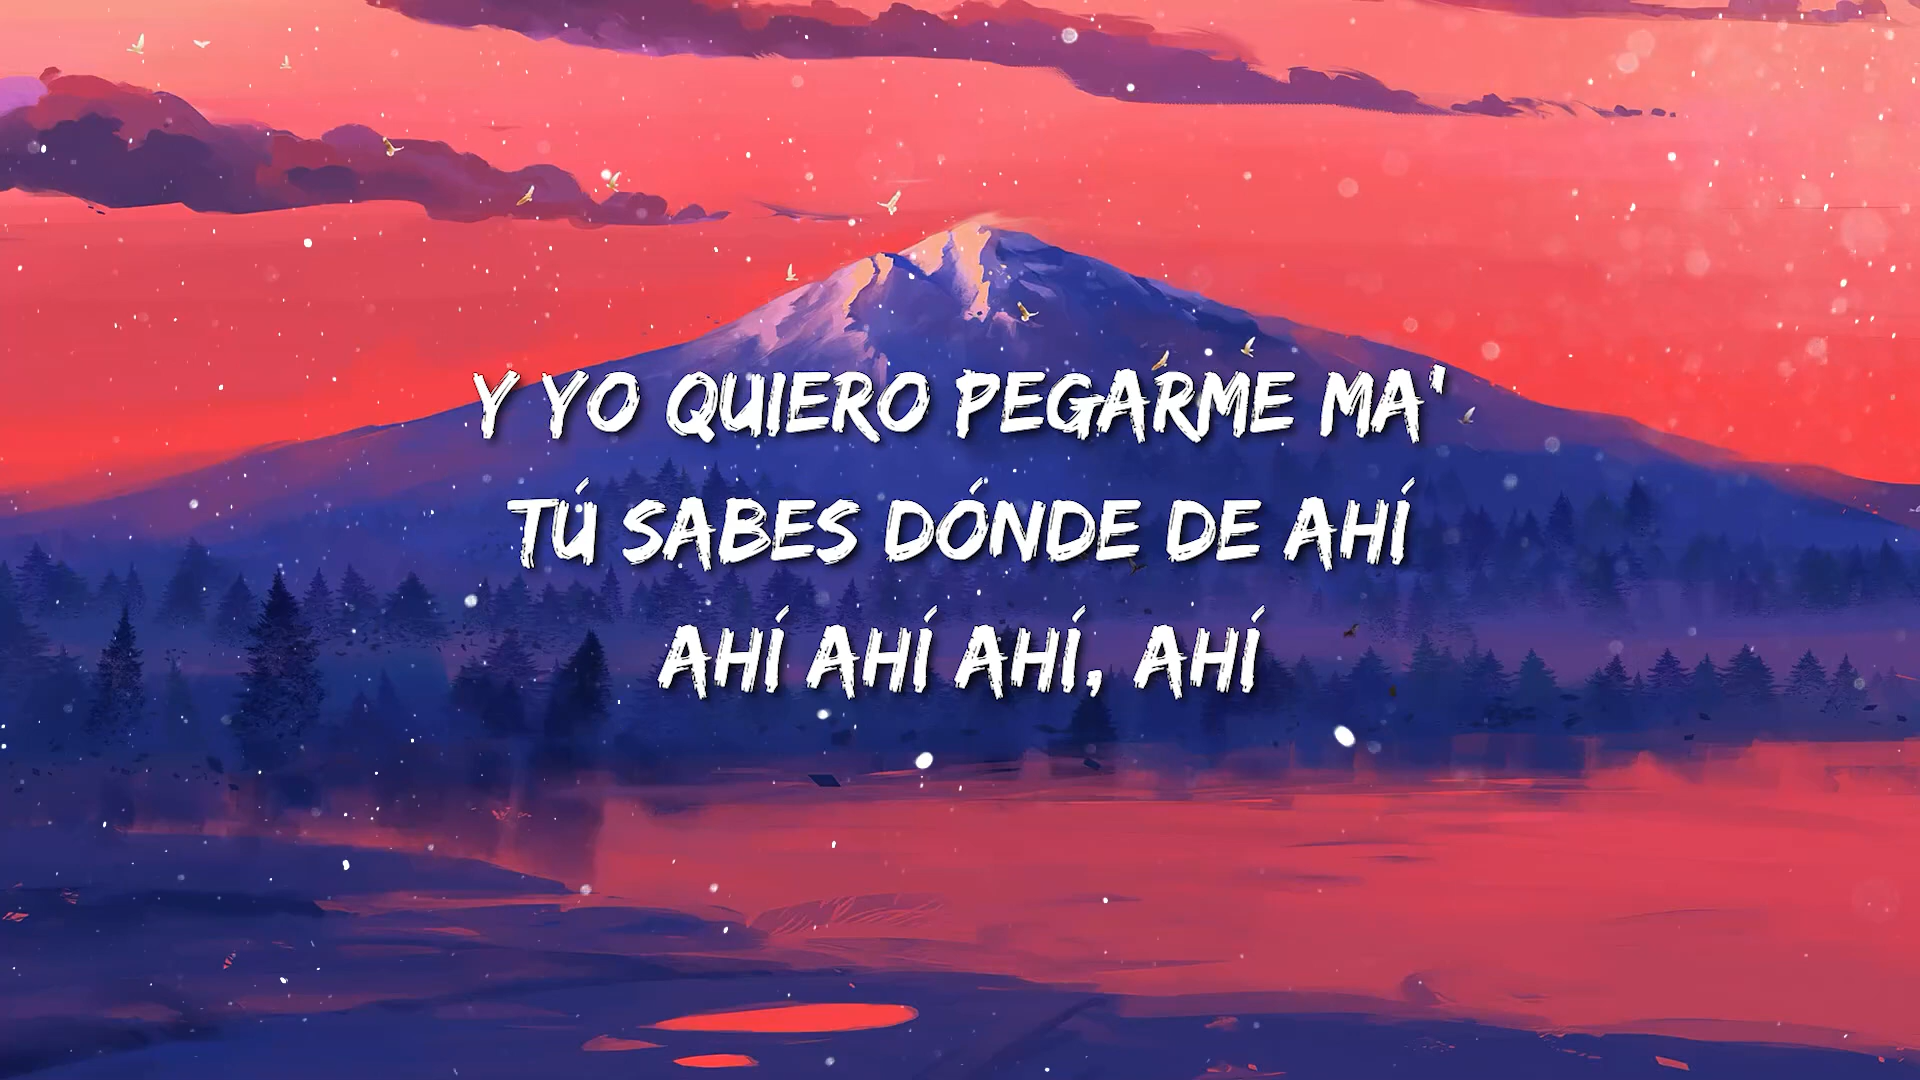 Y YO QUIERO PEGARME MA'
TÚ SABES DÓNDE DE AHÍ
AHÍ AHÍ AHÍ, AHÍ